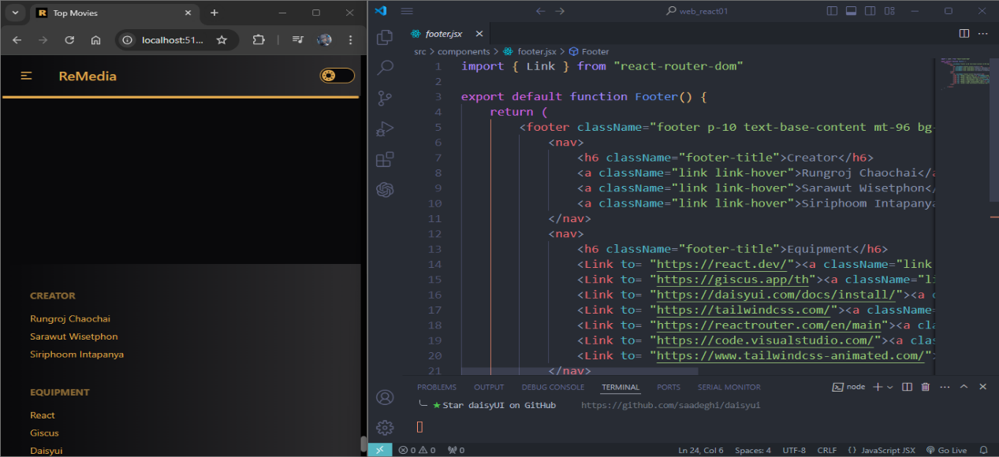 Top Movies
localhost:51...
ReMedia
CREATOR
Rungroj Chaochai
Sarawut Wisetphon
Siriphoom Intapanya
EQUIPMENT
React
Giscus
Daisyui
web_react01
footer.jsx
src > components > footer.jsx > Footer
1 import { Link } from "react-router-dom"
2
3 export default function Footer() {
4 return (
5 <footer className="footer p-10 text-base-content mt-96 bg-
6 <nav>
7 <h6 className="footer-title">Creator</h6>
8 <a className="link link-hover">Rungroj Chaochai</a
9 <a className="link link-hover">Sarawut Wisetphon</
10 <a className="link link-hover">Siriphoom Intapanya
11 </nav>
12 <nav>
13 <h6 className="footer-title">Equipment</h6>
14 <Link to= "https://react.dev/"><a className="link
15 <Link to= "https://giscus.app/th"><a className="li
16 <Link to= "https://daisyui.com/docs/install/"><a c
17 <Link to= "https://tailwindcss.com/"><a className=
18 <Link to= "https://reactrouter.com/en/main"><a cla
19 <Link to= "https://code.visualstudio.com/"><a clas
20 <Link to= "https://www.tailwindcss-animated.com/">
21 </nav>
PROBLEMS OUTPUT DEBUG CONSOLE TERMINAL PORTS SERIAL MONITOR node
★ Star daisyUI on GitHub https://github.com/saadeghi/daisyui
0 0 0 Ln 24, Col 6 Spaces: 4 UTF-8 CRLF {} JavaScript JSX Go Live